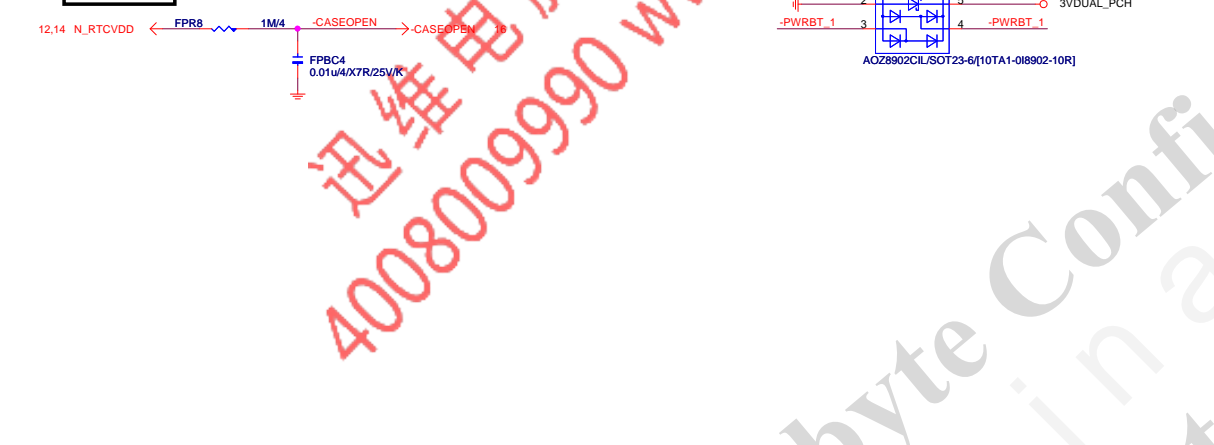 2
5
3VDUAL_PCH
12,14 N_RTCVDD FPR8 1M/4 -CASEOPEN -CASEOPEN 16
-PWRBT_1 3 4 -PWRBT_1
FPBC4
0.01u/4/X7R/25V/K
AOZ8902CIL/SOT23-6/[10TA1-0I8902-10R]
迅维电
4008009990 w
byte Confi
ina